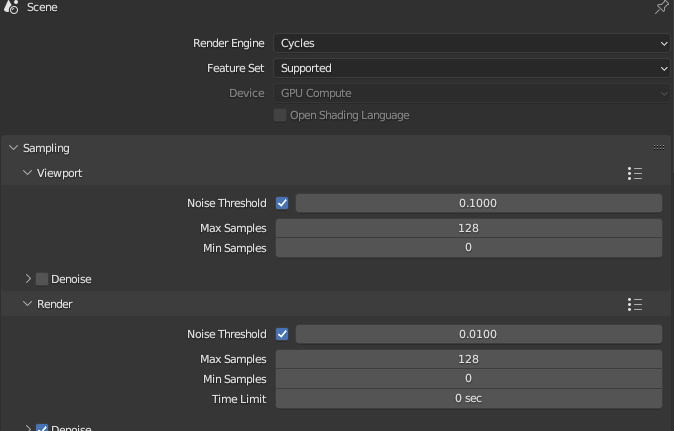 Scene
Render Engine Cycles
Feature Set Supported
Device GPU Compute
Open Shading Language
Sampling
Viewport
Noise Threshold 0.1000
Max Samples 128
Min Samples 0
Denoise
Render
Noise Threshold 0.0100
Max Samples 128
Min Samples 0
Time Limit 0 sec
Denoise